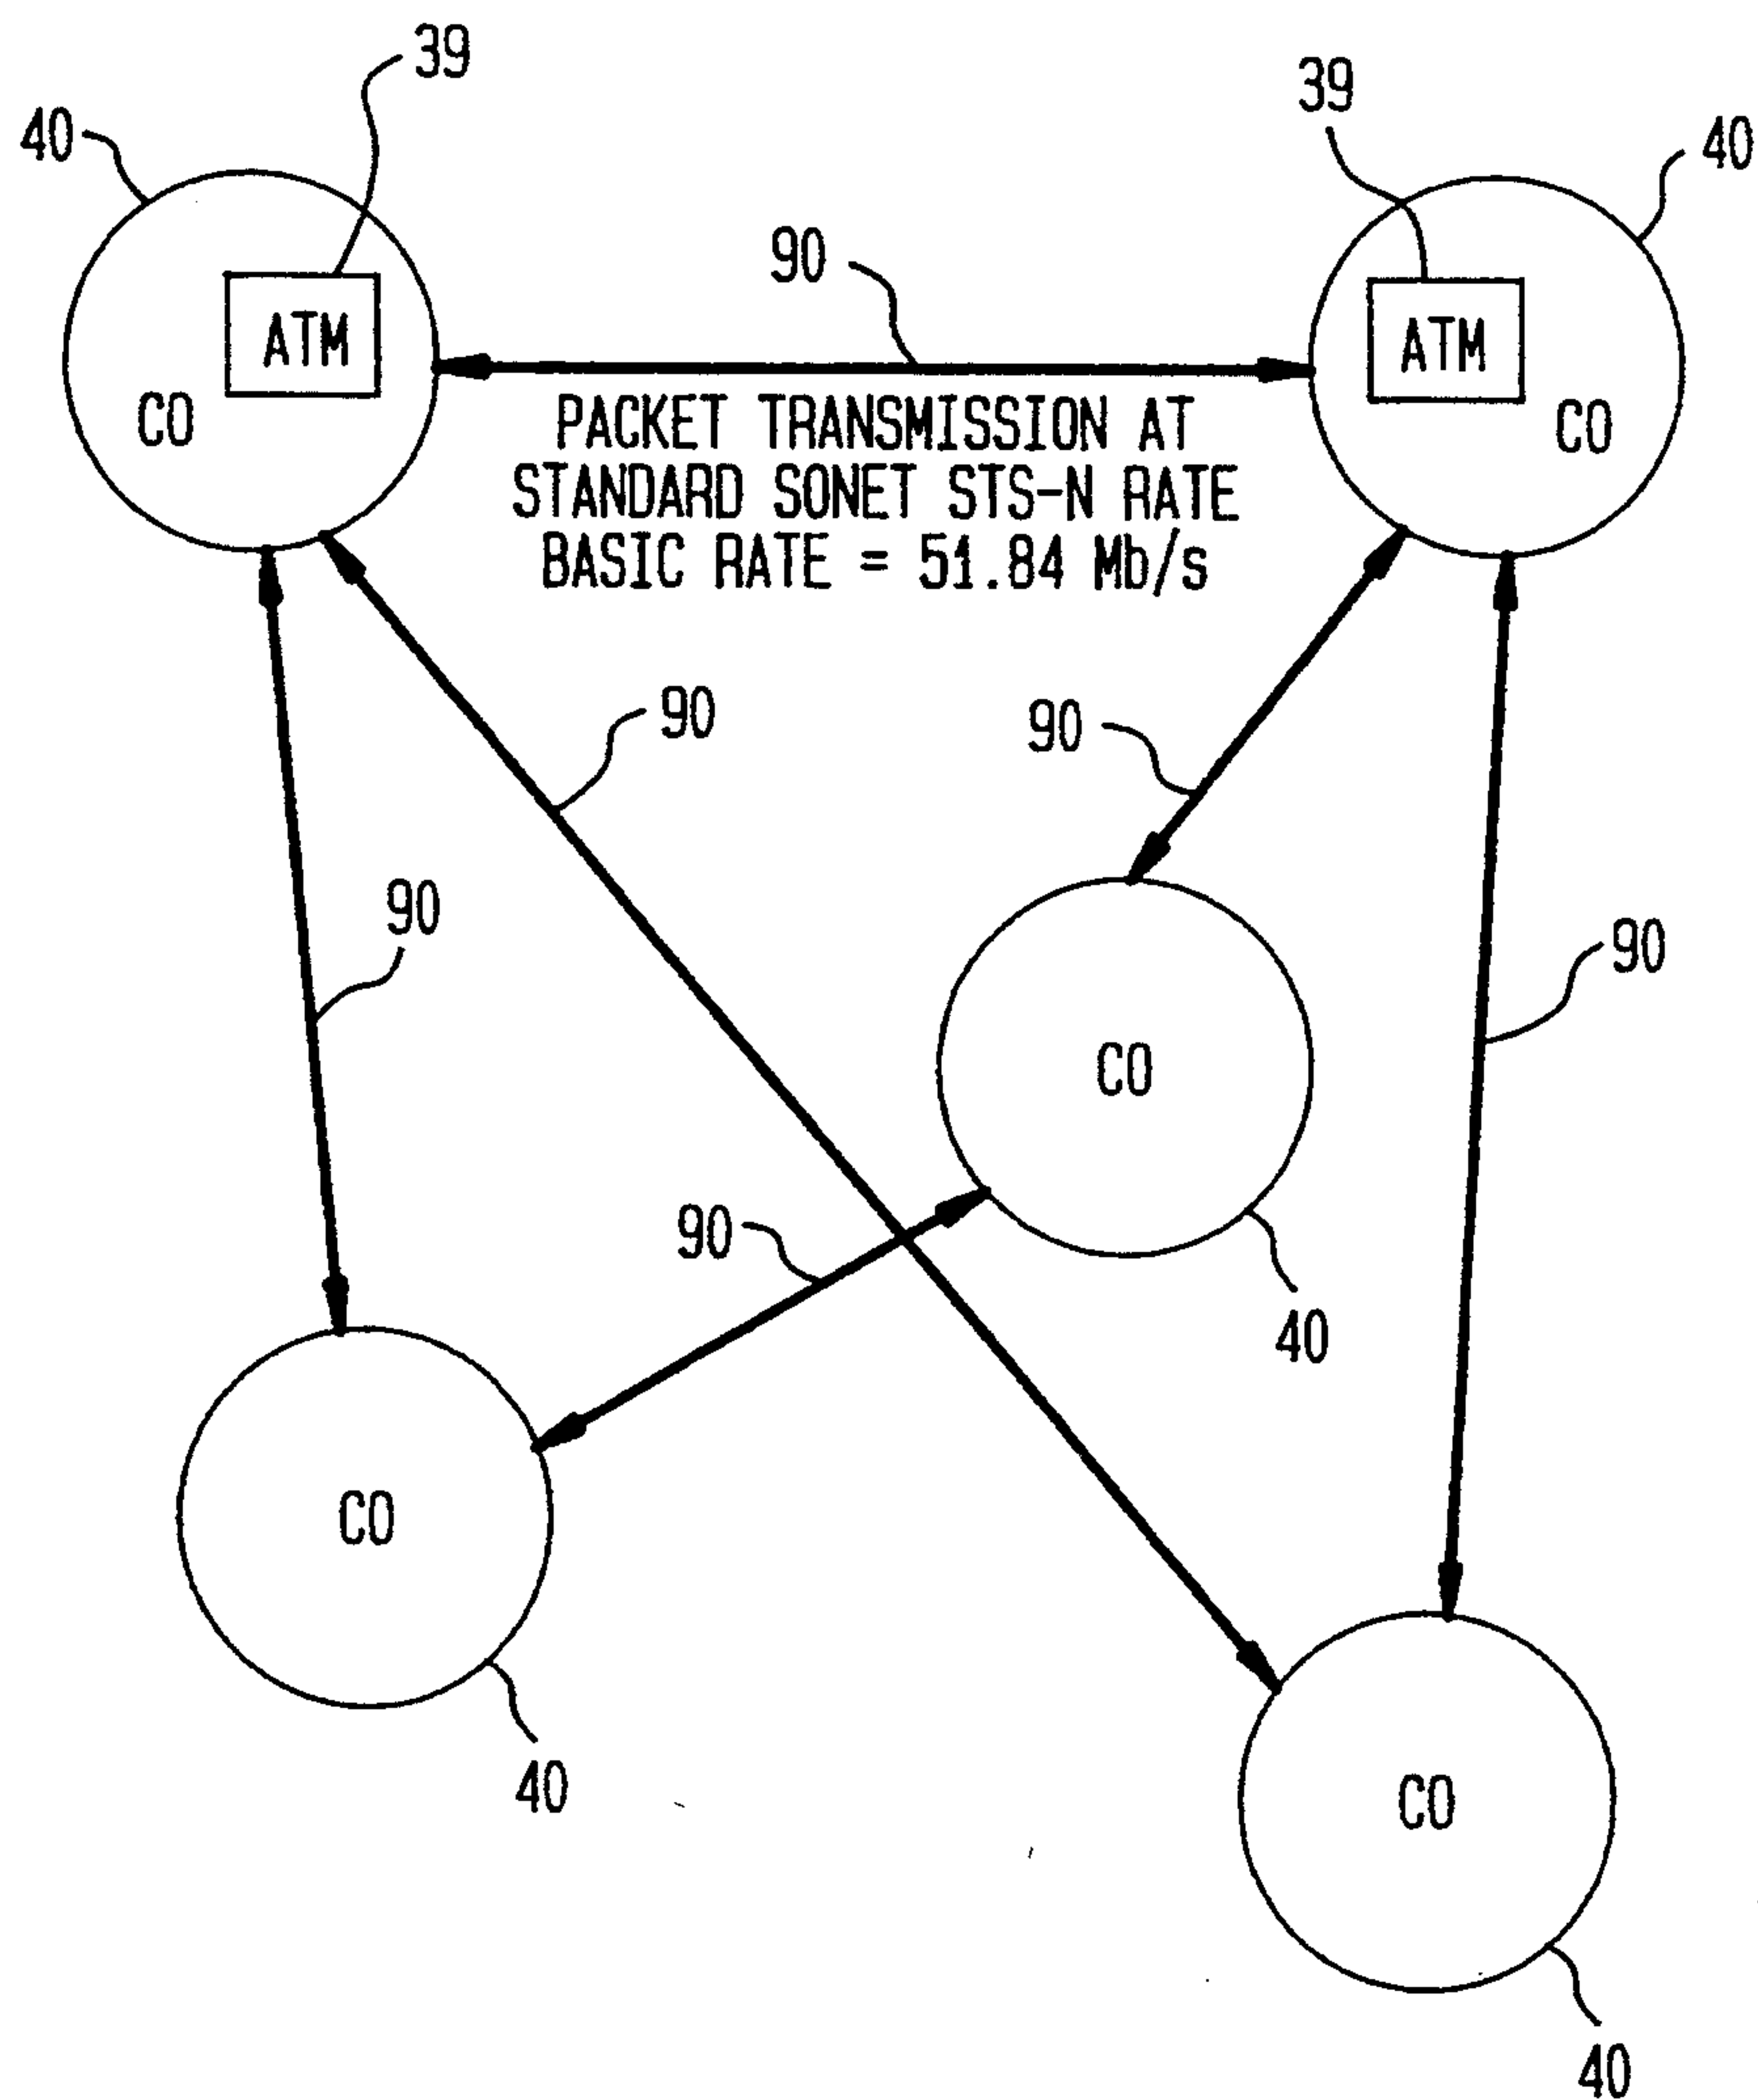 39
39
40
40
90
ATM
ATM
CO
CO
PACKET TRANSMISSION AT
STANDARD SONET STS-N RATE
BASIC RATE = 51.84 Mb/s
90
90
90
90
CO
90
40
CO
40
CO
40